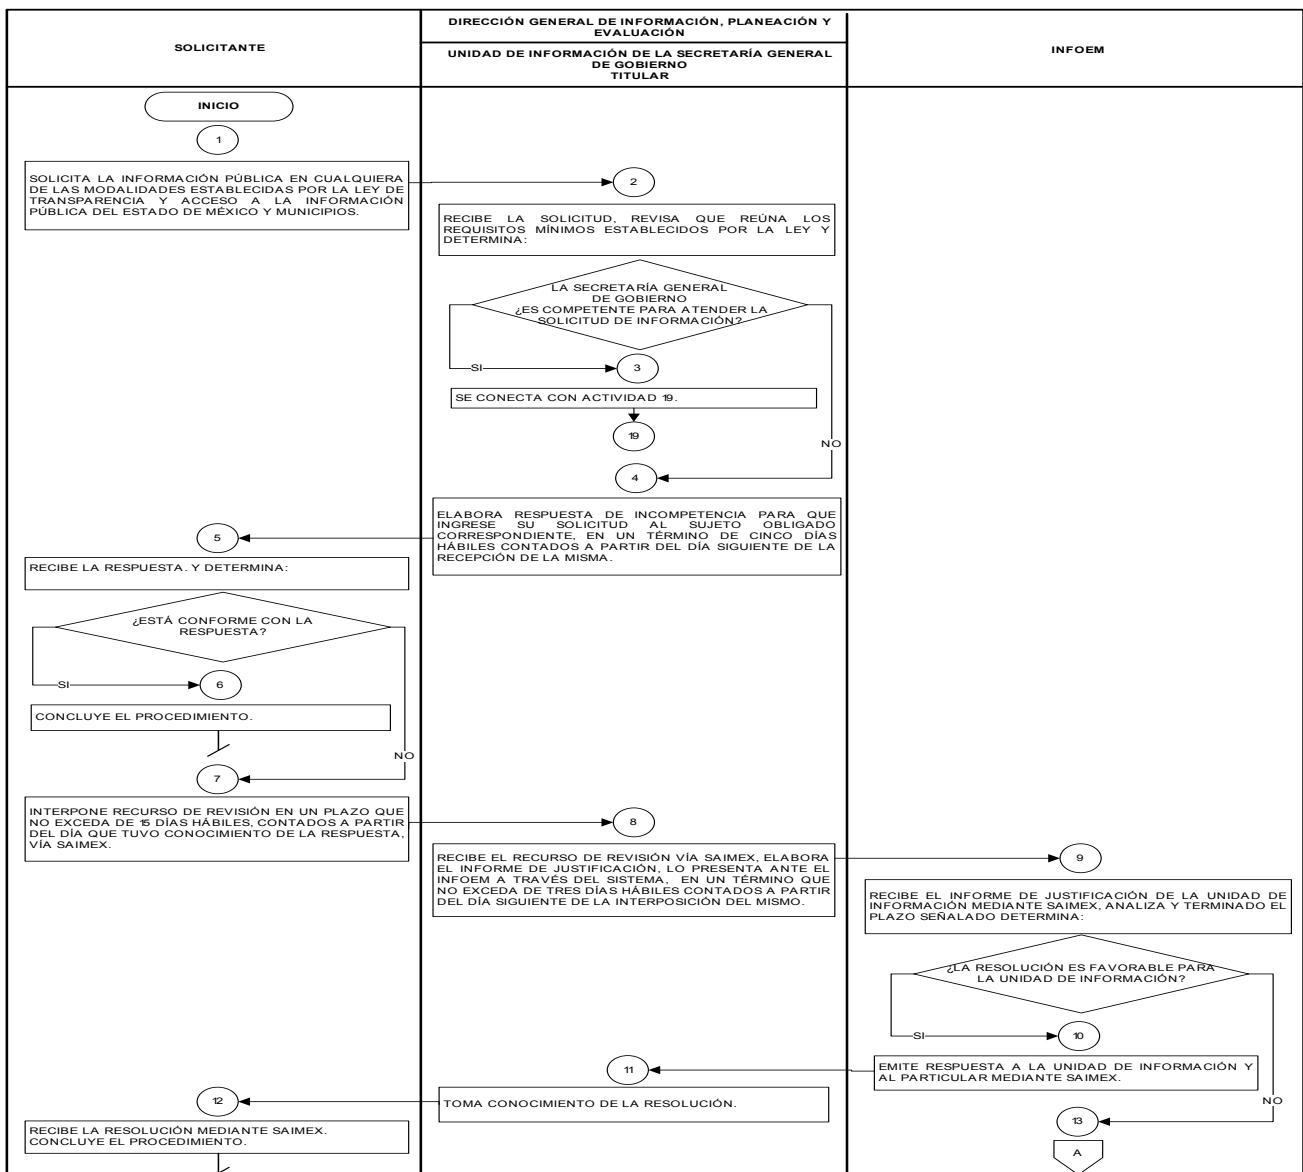 SOLICITANTE
DIRECCIÓN GENERAL DE INFORMACIÓN, PLANEACIÓN Y
EVALUACIÓN
UNIDAD DE INFORMACIÓN DE LA SECRETARÍA GENERAL
DE GOBIERNO
TITULAR
INFOEM
INICIO
1
SOLICITA LA INFORMACIÓN PÚBLICA EN CUALQUIERA
DE LAS MODALIDADES ESTABLECIDAS POR LA LEY DE
TRANSPARENCIA Y ACCESO A LA INFORMACIÓN
PÚBLICA DEL ESTADO DE MÉXICO Y MUNICIPIOS.
2
RECIBE LA SOLICITUD, REVISA QUE REÚNA LOS
REQUISITOS MÍNIMOS ESTABLECIDOS POR LA LEY Y
DETERMINA:
LA SECRETARÍA GENERAL
DE GOBIERNO
¿ES COMPETENTE PARA ATENDER LA
SOLICITUD DE INFORMACIÓN?
SI
3
SE CONECTA CON ACTIVIDAD 19.
19
NO
4
ELABORA RESPUESTA DE INCOMPETENCIA PARA QUE
INGRESE SU SOLICITUD AL SUJETO OBLIGADO
CORRESPONDIENTE, EN UN TÉRMINO DE CINCO DÍAS
HÁBILES CONTADOS A PARTIR DEL DÍA SIGUIENTE DE LA
RECEPCIÓN DE LA MISMA.
5
RECIBE LA RESPUESTA. Y DETERMINA:
¿ESTÁ CONFORME CON LA
RESPUESTA?
SI
6
CONCLUYE EL PROCEDIMIENTO.
NO
7
INTERPONE RECURSO DE REVISIÓN EN UN PLAZO QUE
NO EXCEDA DE 15 DÍAS HÁBILES, CONTADOS A PARTIR
DEL DÍA QUE TUVO CONOCIMIENTO DE LA RESPUESTA,
VÍA SAIMEX.
8
RECIBE EL RECURSO DE REVISIÓN VÍA SAIMEX, ELABORA
EL INFORME DE JUSTIFICACIÓN, LO PRESENTA ANTE EL
INFOEM A TRAVÉS DEL SISTEMA, EN UN TÉRMINO QUE
NO EXCEDA DE TRES DÍAS HÁBILES CONTADOS A PARTIR
DEL DÍA SIGUIENTE DE LA INTERPOSICIÓN DEL MISMO.
9
RECIBE EL INFORME DE JUSTIFICACIÓN DE LA UNIDAD DE
INFORMACIÓN MEDIANTE SAIMEX, ANALIZA Y TERMINADO EL
PLAZO SEÑALADO DETERMINA:
¿LA RESOLUCIÓN ES FAVORABLE PARA
LA UNIDAD DE INFORMACIÓN?
SI
10
EMITE RESPUESTA A LA UNIDAD DE INFORMACIÓN Y
AL PARTICULAR MEDIANTE SAIMEX.
11
TOMA CONOCIMIENTO DE LA RESOLUCIÓN.
12
RECIBE LA RESOLUCIÓN MEDIANTE SAIMEX.
CONCLUYE EL PROCEDIMIENTO.
NO
13
A